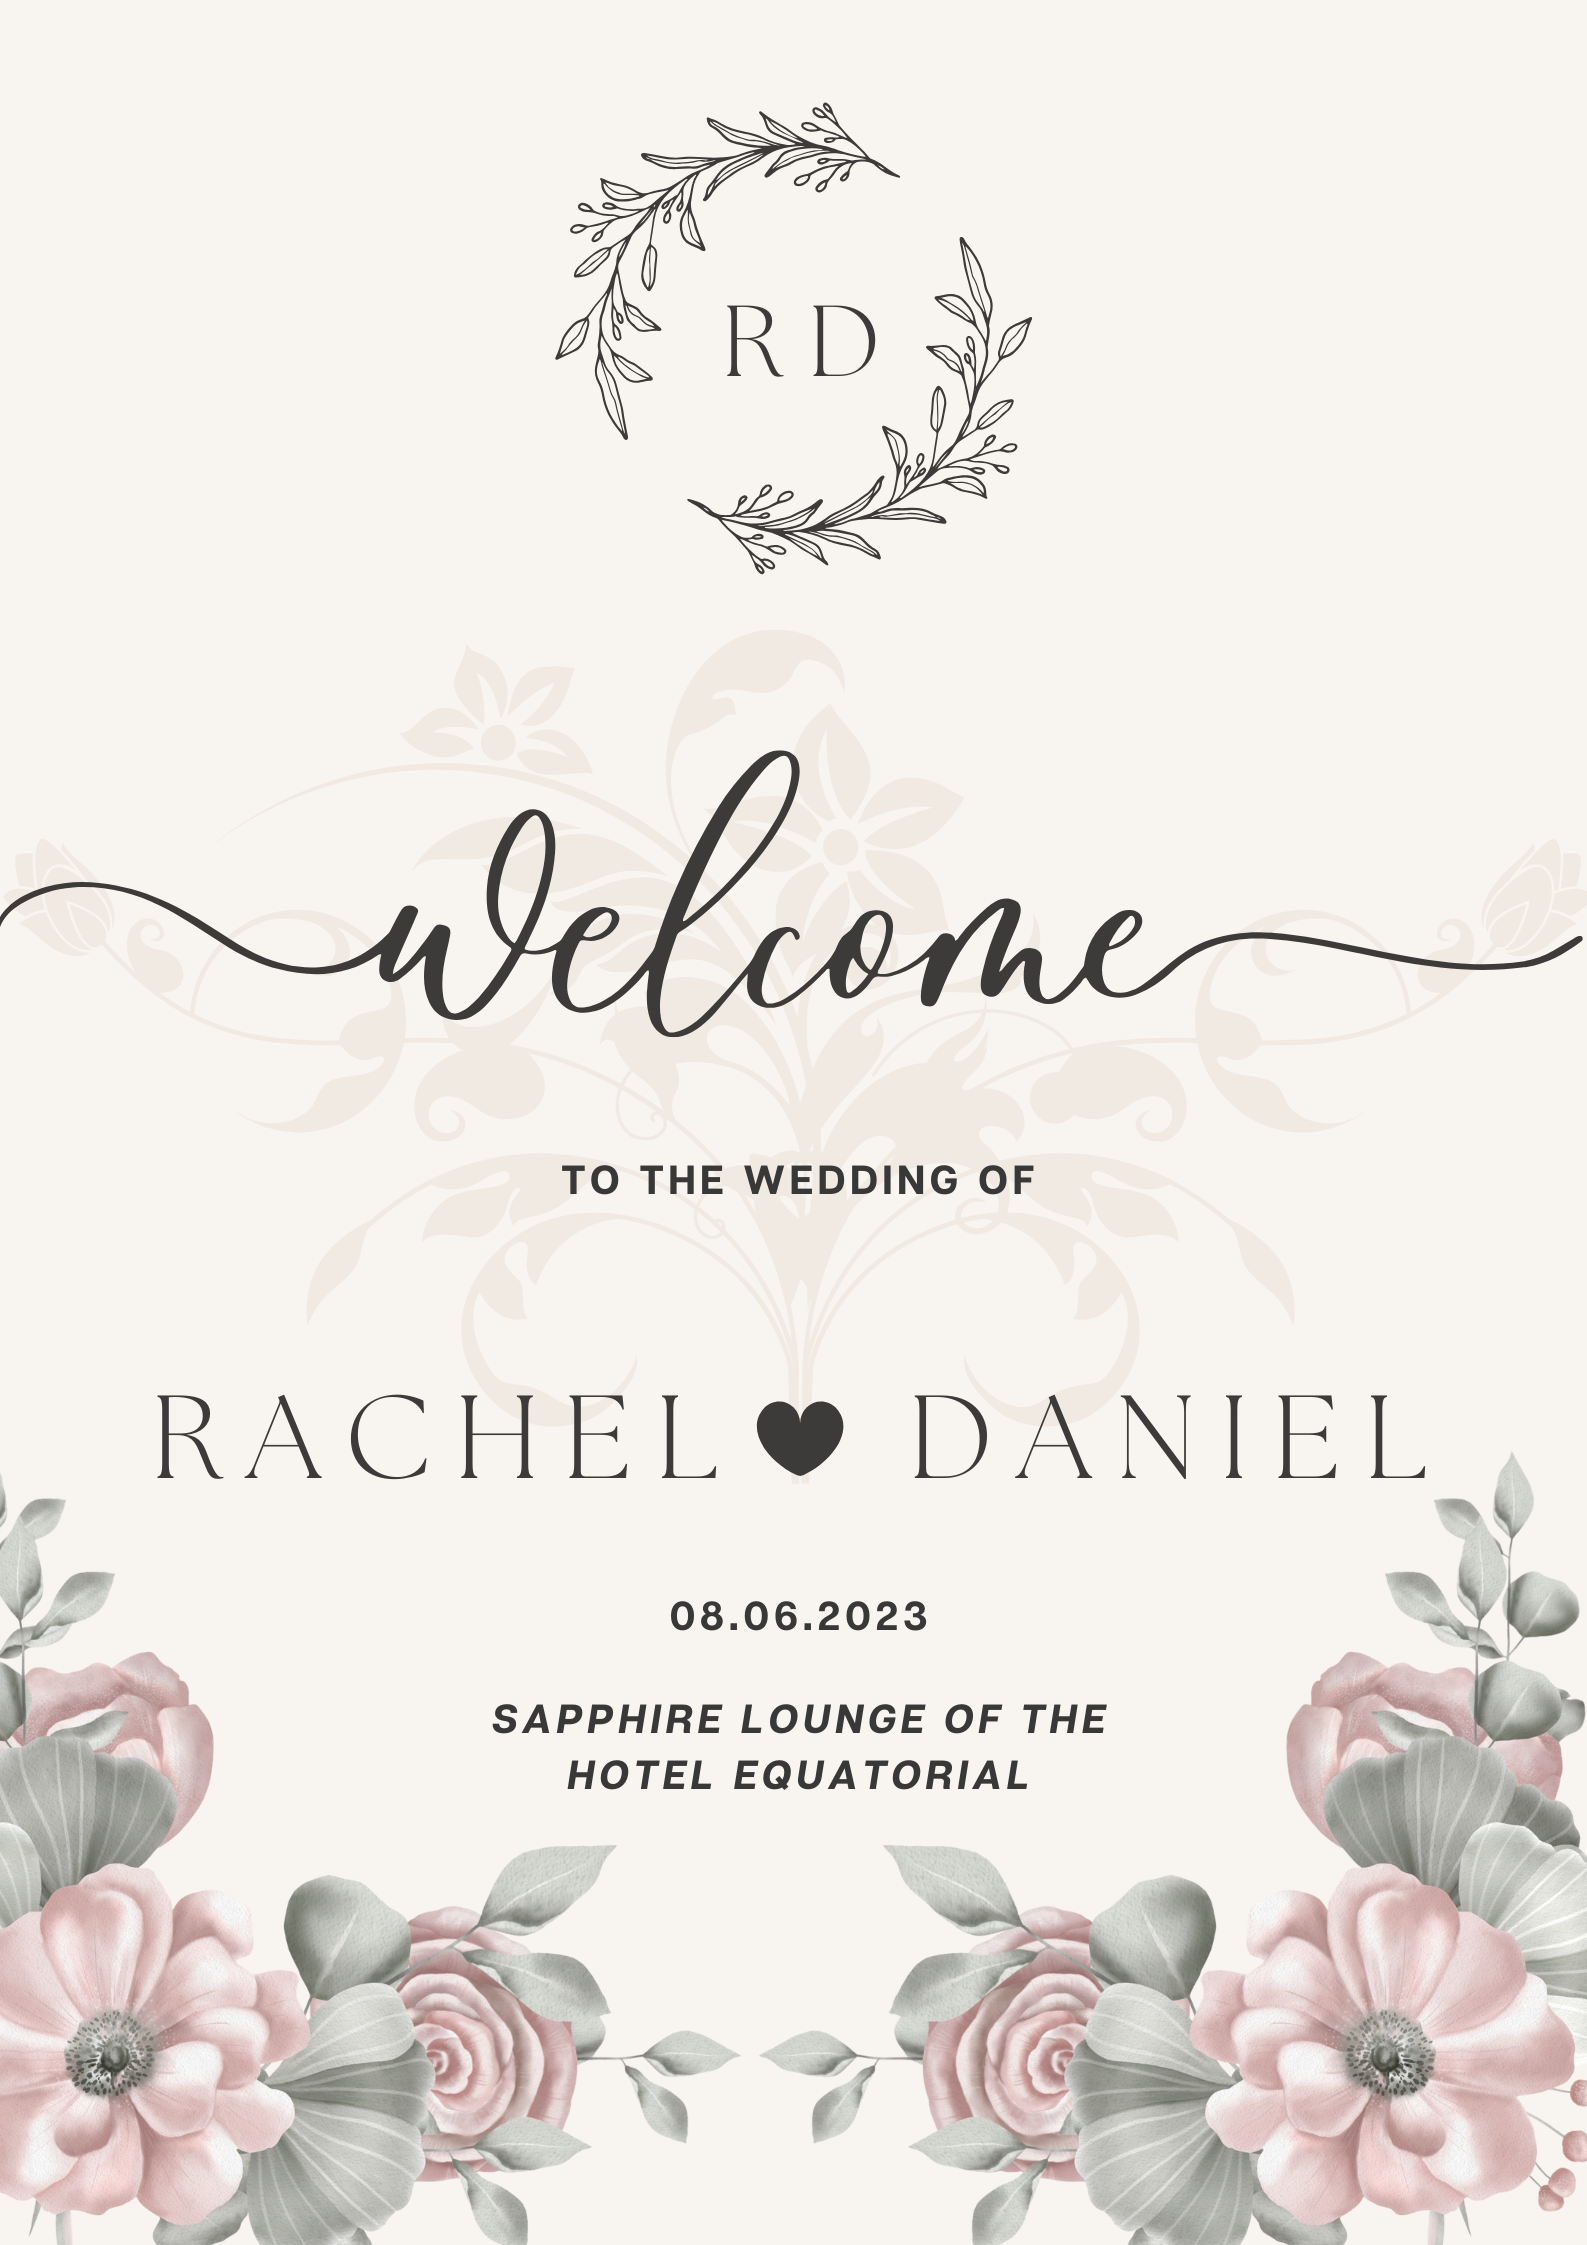 RD
welcome
TO THE WEDDING OF
RACHEL ♥ DANIEL
08.06.2023
SAPPHIRE LOUNGE OF THE
HOTEL EQUATORIAL